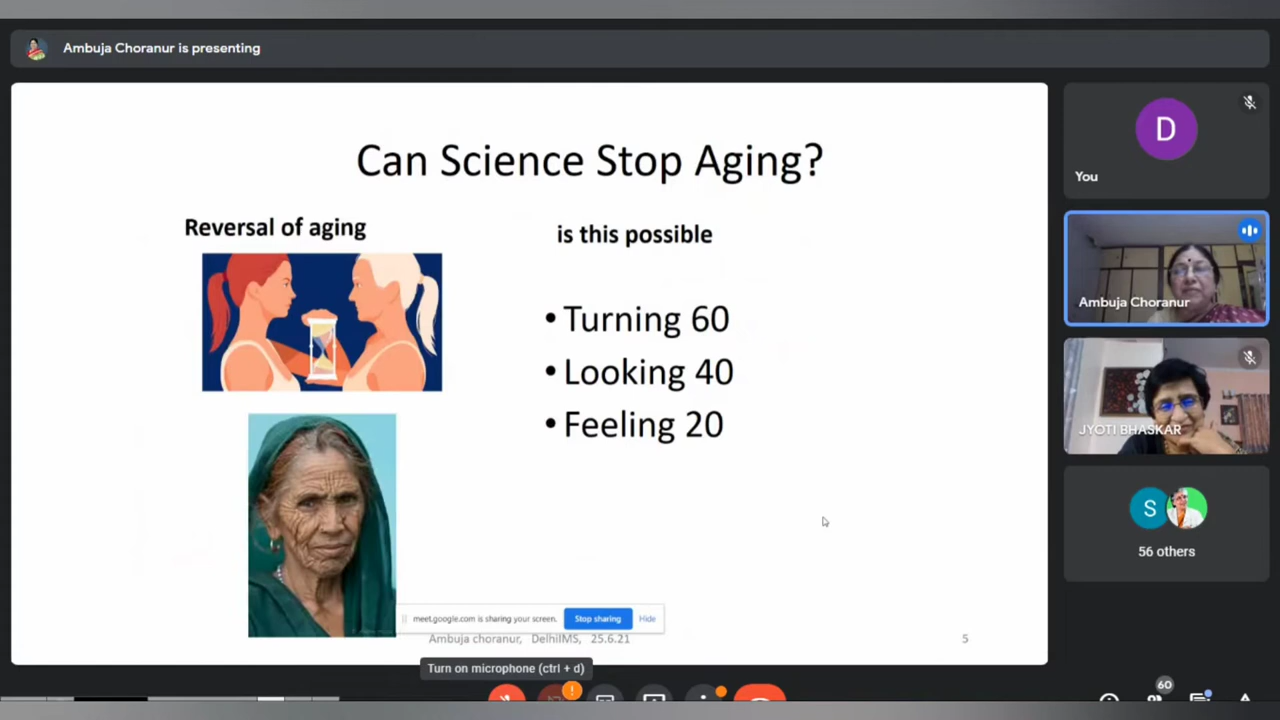 Ambuja Choranur is presenting
Can Science Stop Aging?
Reversal of aging
is this possible
• Turning 60
• Looking 40
• Feeling 20
meet.google.com is sharing your screen.
Stop sharing
Hide
Ambuja choranur, DelhiIMS, 25.6.21
5
Turn on microphone (ctrl + d)
D
You
Ambuja Choranur
JYOTI BHASKAR
S
56 others
60